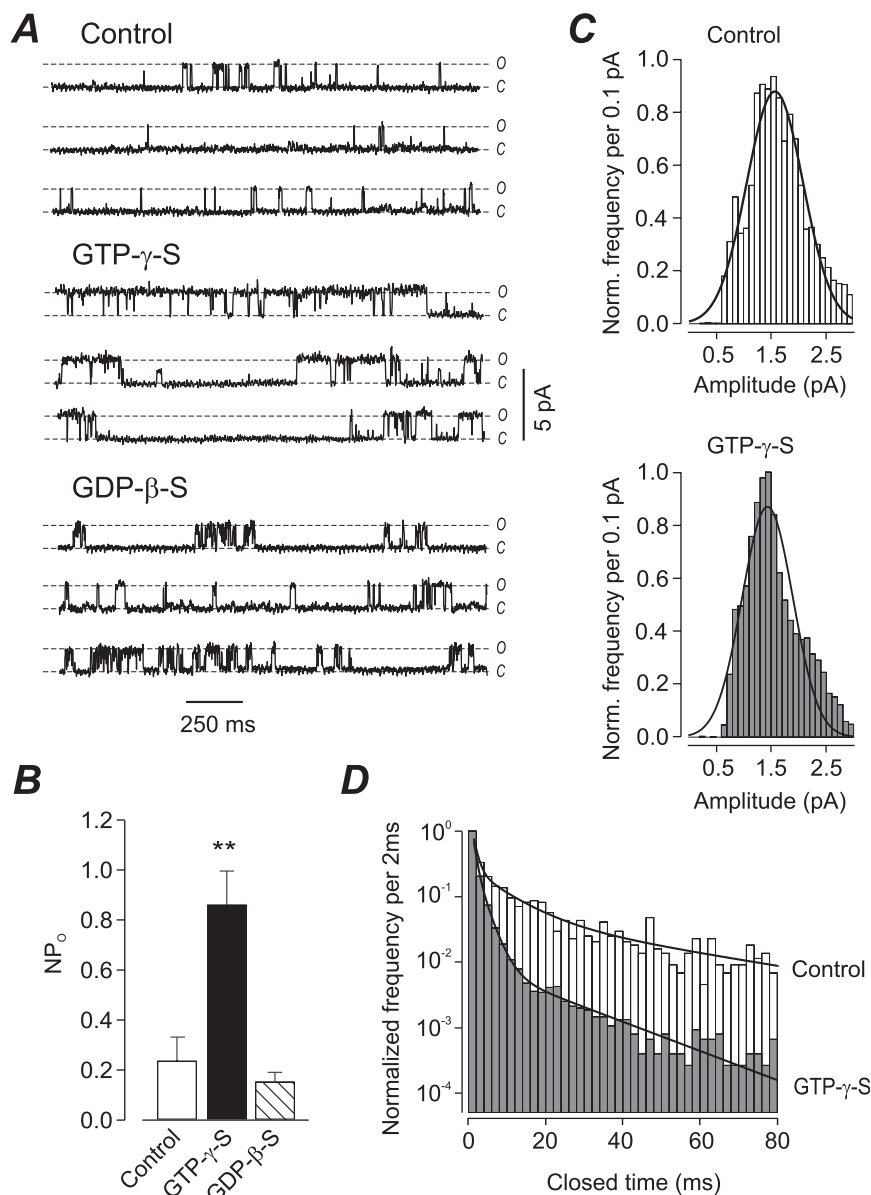 A
Control
O
C
O
C
O
C
GTP-γ-S
O
C
O
C
O
C
5 pA
GDP-β-S
O
C
O
C
O
C
250 ms
B
1.2
1.0
0.8
0.6
0.4
0.2
0.0
NPo
**
Control
GTP-γ-S
GDP-β-S
C
Control
1.0
0.8
0.6
0.4
0.2
0.0
Norm. frequency per 0.1 pA
0.5 1.5 2.5
Amplitude (pA)
GTP-γ-S
1.0
0.8
0.6
0.4
0.2
0.0
Norm. frequency per 0.1 pA
0.5 1.5 2.5
Amplitude (pA)
D
10⁰
10⁻¹
10⁻²
10⁻³
10⁻⁴
Normalized frequency per 2ms
Control
GTP-γ-S
0 20 40 60 80
Closed time (ms)